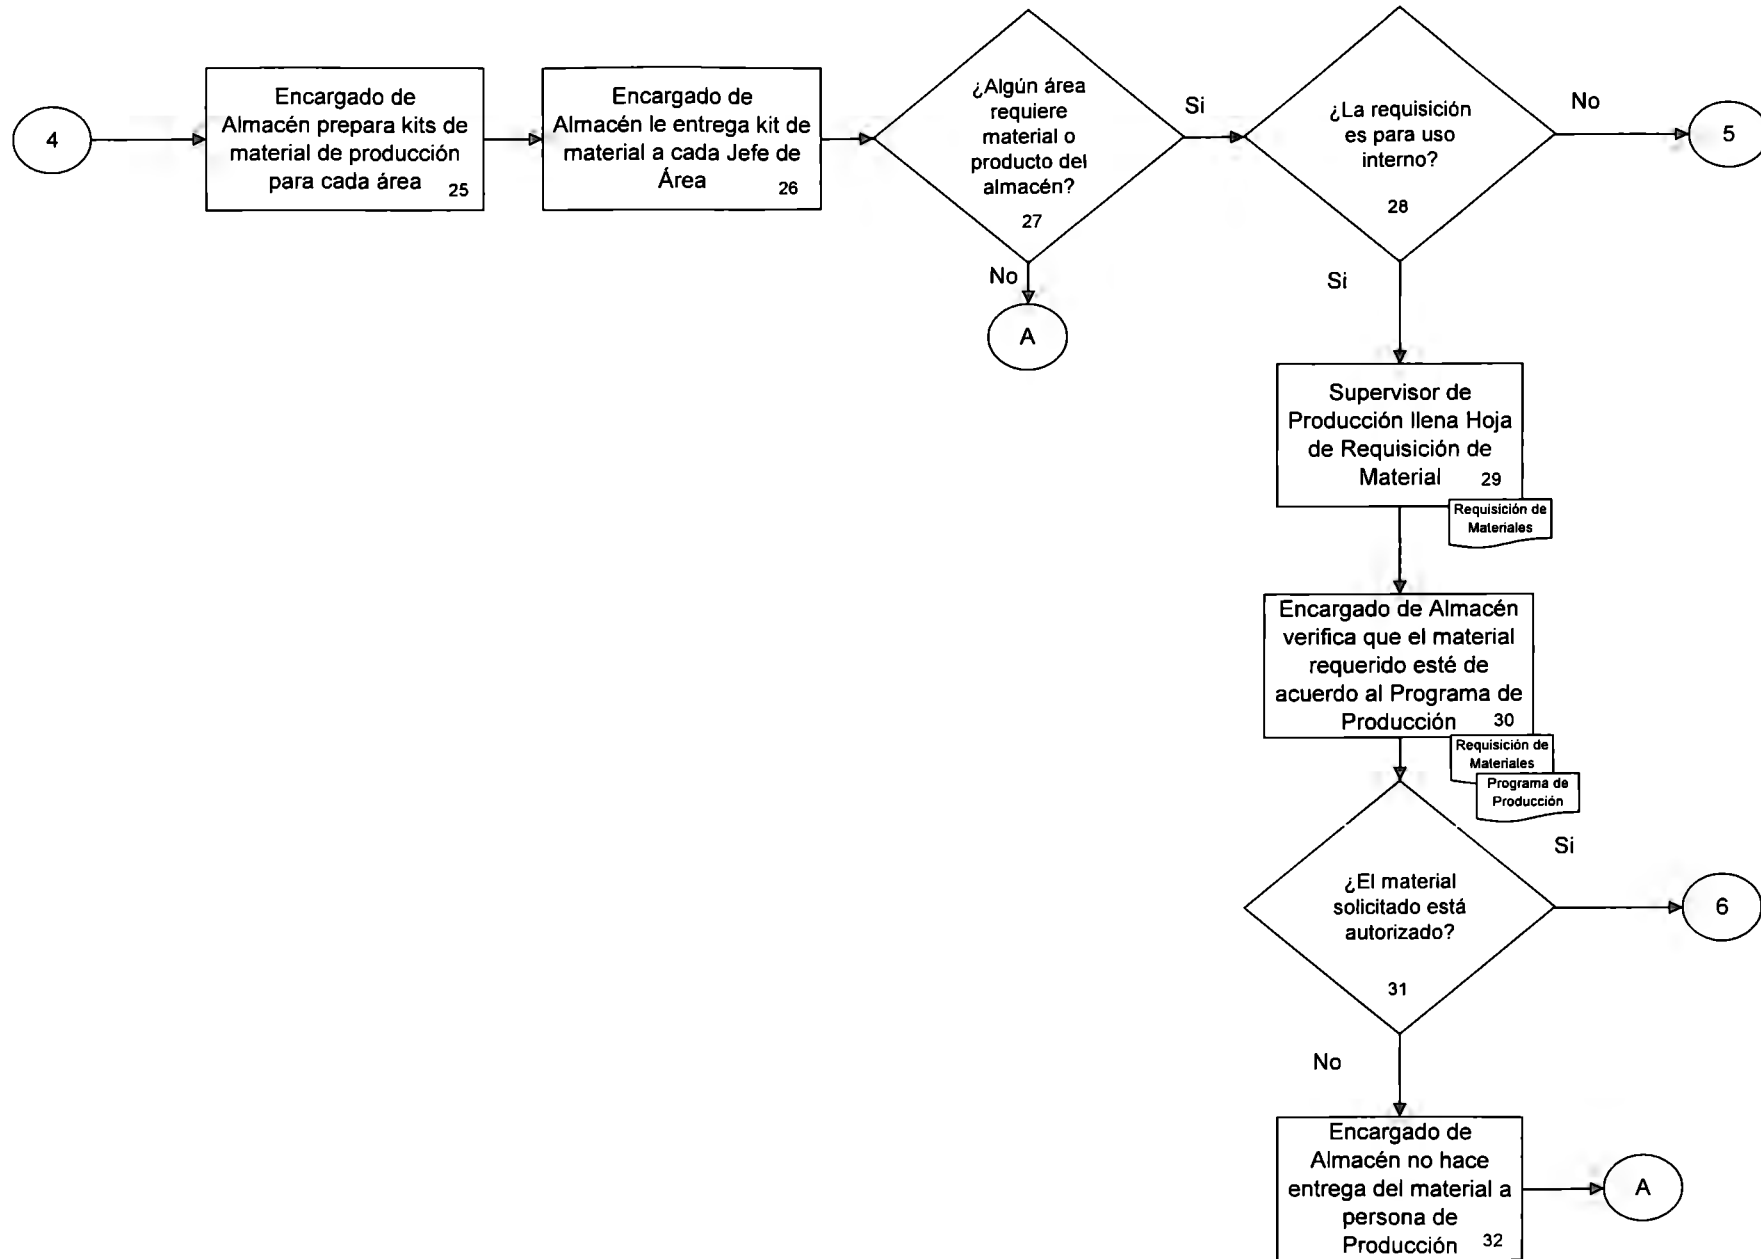 4
Encargado de
Almacén prepara kits de
material de producción
para cada área
25
Encargado de
Almacén le entrega kit de
material a cada Jefe de
Área
26
¿Algún área
requiere
material o
producto del
almacén?
27
Si
No
A
¿La requisición
es para uso
interno?
28
No
5
Si
Supervisor de
Producción llena Hoja
de Requisición de
Material
29
Requisición de
Materiales
Encargado de Almacén
verifica que el material
requerido esté de
acuerdo al Programa de
Producción
30
Requisición de
Materiales
Programa de
Producción
¿El material
solicitado está
autorizado?
31
Si
6
No
Encargado de
Almacén no hace
entrega del material a
persona de
Producción
32
A